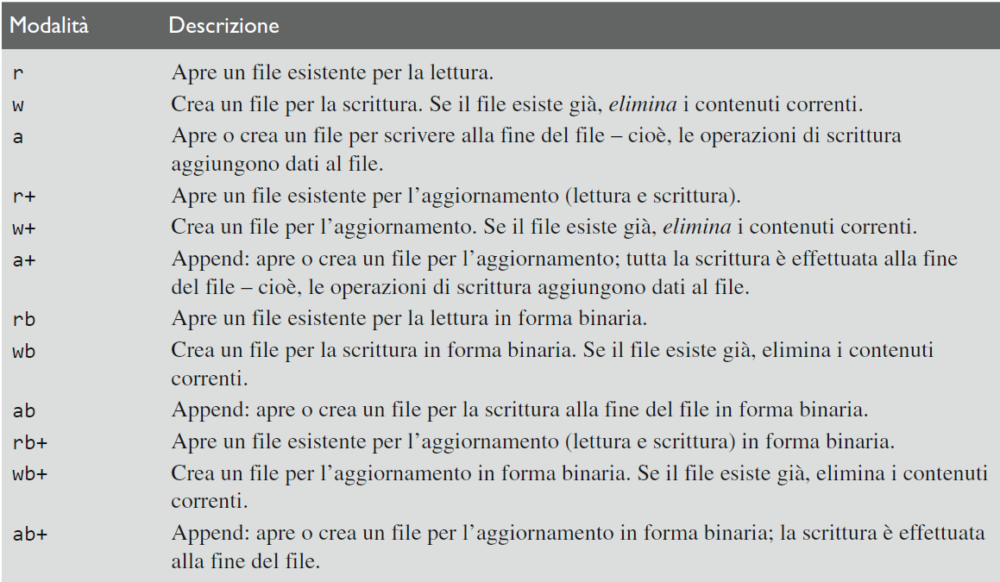 Modalità Descrizione
r Apre un file esistente per la lettura.
w Crea un file per la scrittura. Se il file esiste già, elimina i contenuti correnti.
a Apre o crea un file per scrivere alla fine del file – cioè, le operazioni di scrittura
aggiungono dati al file.
r+ Apre un file esistente per l’aggiornamento (lettura e scrittura).
w+ Crea un file per l’aggiornamento. Se il file esiste già, elimina i contenuti correnti.
a+ Append: apre o crea un file per l’aggiornamento; tutta la scrittura è effettuata alla fine
del file – cioè, le operazioni di scrittura aggiungono dati al file.
rb Apre un file esistente per la lettura in forma binaria.
wb Crea un file per la scrittura in forma binaria. Se il file esiste già, elimina i contenuti
correnti.
ab Append: apre o crea un file per la scrittura alla fine del file in forma binaria.
rb+ Apre un file esistente per l’aggiornamento (lettura e scrittura) in forma binaria.
wb+ Crea un file per l’aggiornamento in forma binaria. Se il file esiste già, elimina i contenuti
correnti.
ab+ Append: apre o crea un file per l’aggiornamento in forma binaria; la scrittura è effettuata
alla fine del file.